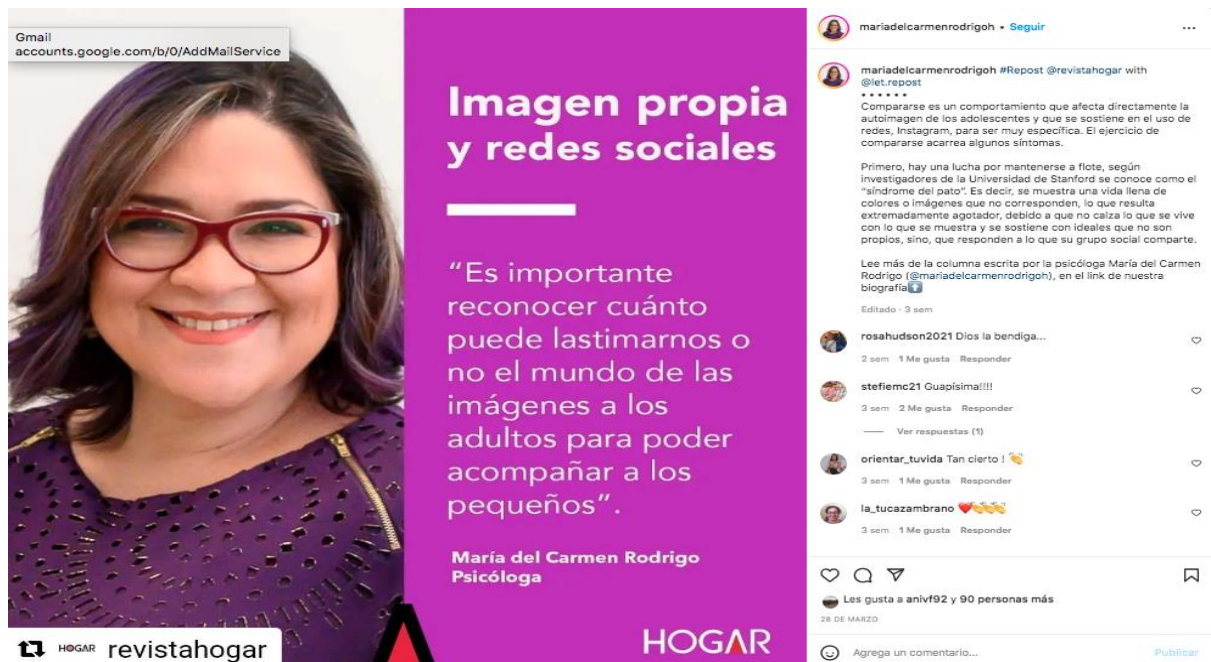 Gmail
accounts.google.com/b/0/AddMailService
Imagen propia
y redes sociales
“Es importante
reconocer cuánto
puede lastimarnos o
no el mundo de las
imágenes a los
adultos para poder
acompañar a los
pequeños”.
María del Carmen Rodrigo
Psicóloga
HOGAR
HOGAR revistahogar
mariadelcarmenrodrigoh • Seguir
mariadelcarmenrodrigoh #Repost @revistahogar with
@let.repost
• • • • • •
Compararse es un comportamiento que afecta directamente la
autoimagen de los adolescentes y que se sostiene en el uso de
redes, Instagram, para ser muy específica. El ejercicio de
compararse acarrea algunos síntomas.
Primero, hay una lucha por mantenerse a flote, según
investigadores de la Universidad de Stanford se conoce como el
“síndrome del pato”. Es decir, se muestra una vida llena de
colores o imágenes que no corresponden, lo que resulta
extremadamente agotador, debido a que no calza lo que se vive
con lo que se muestra y se sostiene con ideales que no son
propios, sino, que responden a lo que su grupo social comparte.
Lee más de la columna escrita por la psicóloga María del Carmen
Rodrigo (@mariadelcarmenrodrigoh), en el link de nuestra
biografía⬆️
Editado · 3 sem
rosahudson2021 Dios la bendiga...
2 sem 1 Me gusta Responder
stefiemc21 Guapísima!!!!
3 sem 2 Me gusta Responder
Ver respuestas (1)
orientar_tuvida Tan cierto ! 👏
3 sem 1 Me gusta Responder
la_tucazambrano ❤️👏👏👏
3 sem 1 Me gusta Responder
Les gusta a anivf92 y 90 personas más
28 DE MARZO
Agrega un comentario... Publicar